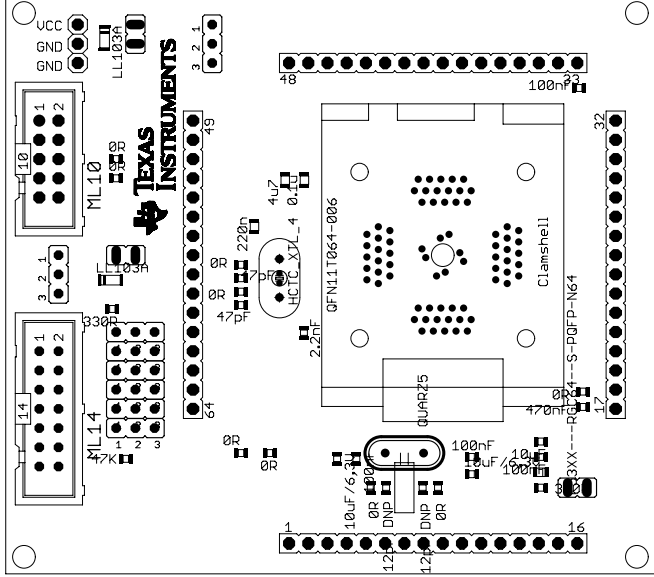 VCC
GND
GND
LL103A
1
2
3
48
33
100nF
1 2
10
ML10
0R
0R
TEXAS
INSTRUMENTS
49
32
4u7
0.1u
220n
HCTC_XTL_4
QFN11T064-006
Clamshell
1
2
3
LL103A
0R
47pF
0R
47pF
330R
2.2nF
1 2
14
ML14
1 2 3
47K
64
QUARZ5
0R
470nF
17
0R
0R
10uF/6,3V
100nF
10uF/6,3V
100nF
0R
DNP
DNP
0R
12pF
12pF
1
16